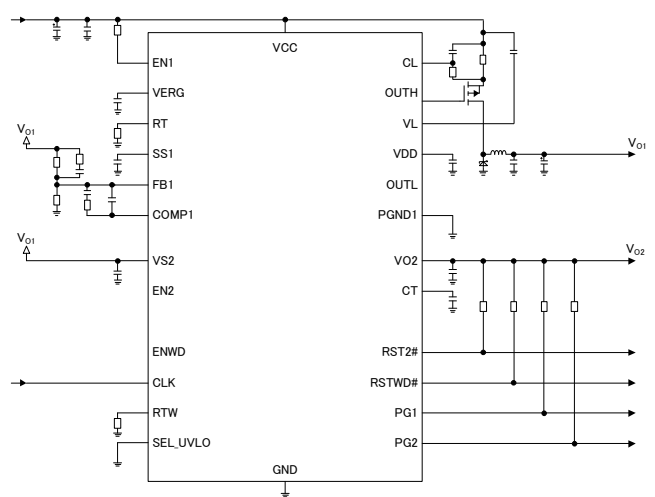 VCC
EN1
VERG
RT
SS1
FB1
COMP1
VS2
EN2
ENWD
CLK
RTW
SEL_UVLO
GND
CL
OUTH
VL
VDD
OUTL
PGND1
VO2
CT
RST2#
RSTWD#
PG1
PG2
VO1
VO1
VO1
VO2